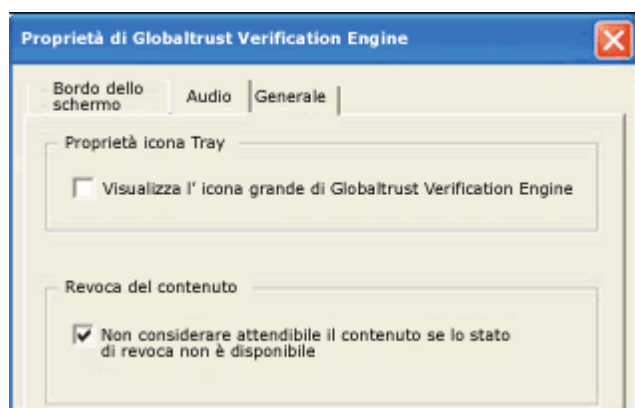 Proprietà di Globaltrust Verification Engine
Bordo dello
schermo
Audio
Generale
Proprietà icona Tray
Visualizza l' icona grande di Globaltrust Verification Engine
Revoca del contenuto
Non considerare attendibile il contenuto se lo stato
di revoca non è disponibile